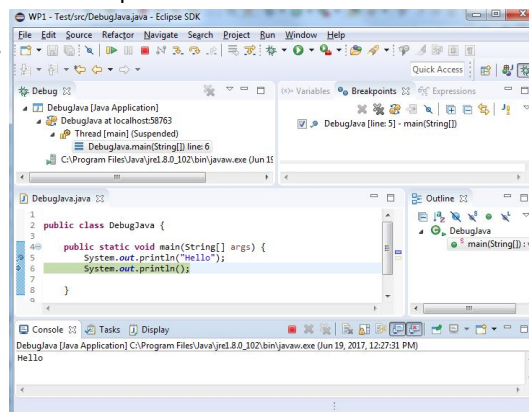 WP1 - Test/src/DebugJava.java - Eclipse SDK
File Edit Source Refactor Navigate Search Project Run Window Help
Quick Access
Debug
(x)= Variables Breakpoints Expressions
DebugJava [Java Application]
DebugJava at localhost:58763
Thread [main] (Suspended)
DebugJava.main(String[]) line: 6
C:\Program Files\Java\jre1.8.0_102\bin\javaw.exe (Jun 19
DebugJava [line: 5] - main(String[])
DebugJava.java
Outline
1
2 public class DebugJava {
3
4 public static void main(String[] args) {
5 System.out.println("Hello");
6 System.out.println();
7
8 }
9
DebugJava
main(String[]) : v
Console Tasks Display
DebugJava [Java Application] C:\Program Files\Java\jre1.8.0_102\bin\javaw.exe (Jun 19, 2017, 12:27:31 PM)
Hello